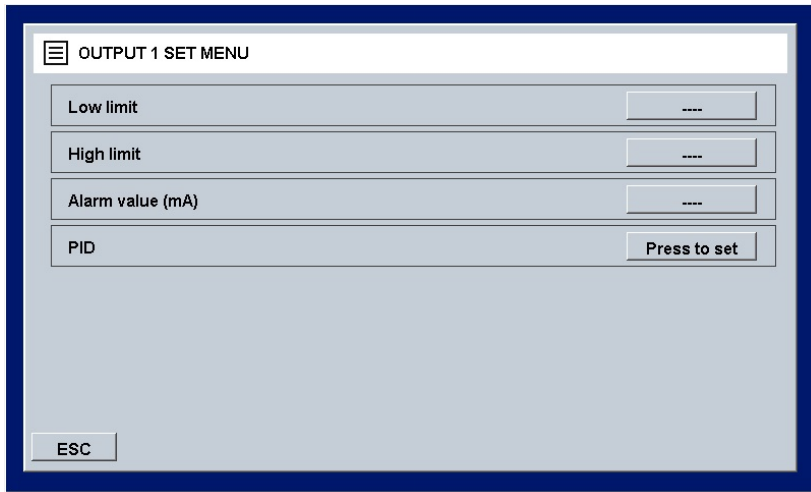 OUTPUT 1 SET MENU
Low limit ----
High limit ----
Alarm value (mA) ----
PID Press to set
ESC